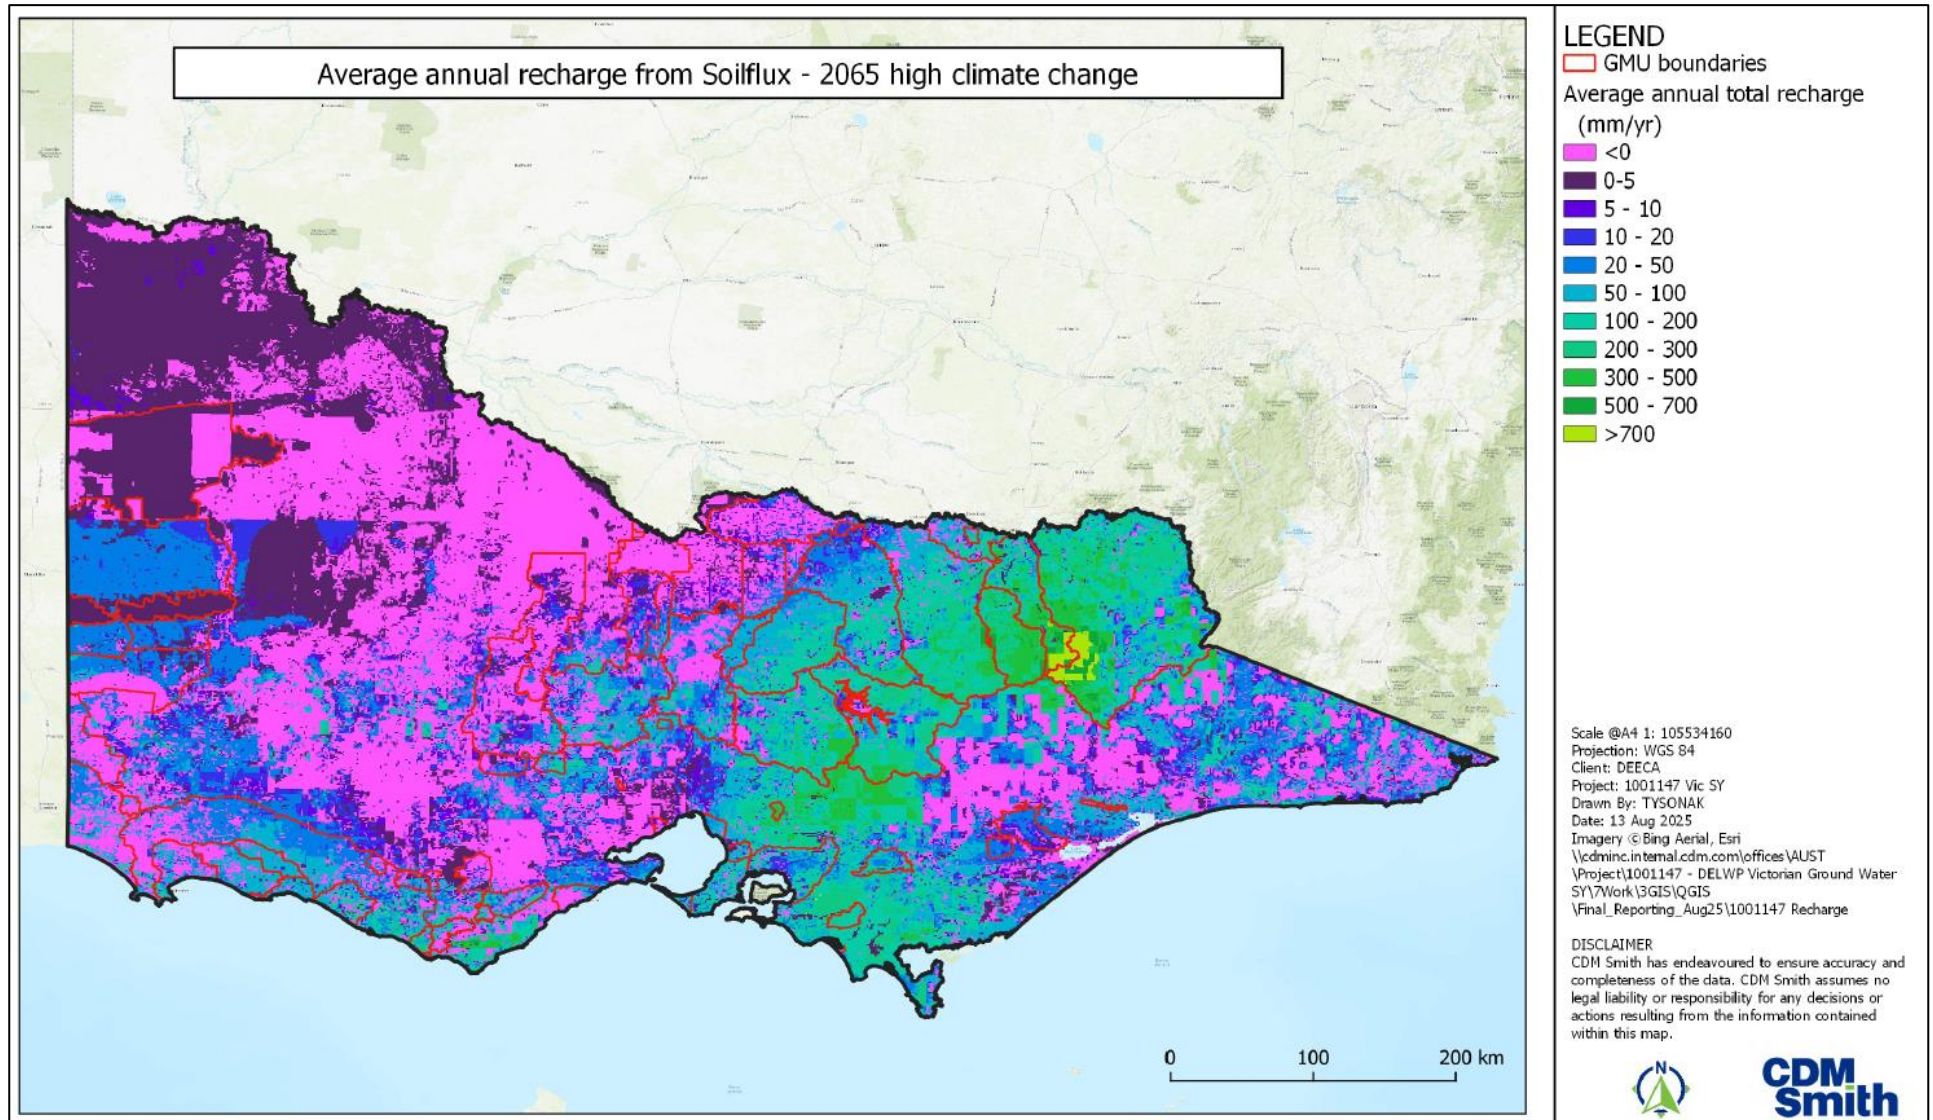 Average annual recharge from Soilflux - 2065 high climate change
LEGEND
GMU boundaries
Average annual total recharge
(mm/yr)
<0
0-5
5 - 10
10 - 20
20 - 50
50 - 100
100 - 200
200 - 300
300 - 500
500 - 700
>700
Scale @A4 1: 105534160
Projection: WGS 84
Client: DEECA
Project: 1001147 Vic SY
Drawn By: TYSONAK
Date: 13 Aug 2025
Imagery ©Bing Aerial, Esri
\\cdminc.internal.cdm.com\offices\AUST
\Project\1001147 - DELWP Victorian Ground Water
SY\7Work\3GIS\QGIS
\Final_Reporting_Aug25\1001147 Recharge
DISCLAIMER
CDM Smith has endeavoured to ensure accuracy and
completeness of the data. CDM Smith assumes no
legal liability or responsibility for any decisions or
actions resulting from the information contained
within this map.
0 100 200 km
N
CDM
Smith